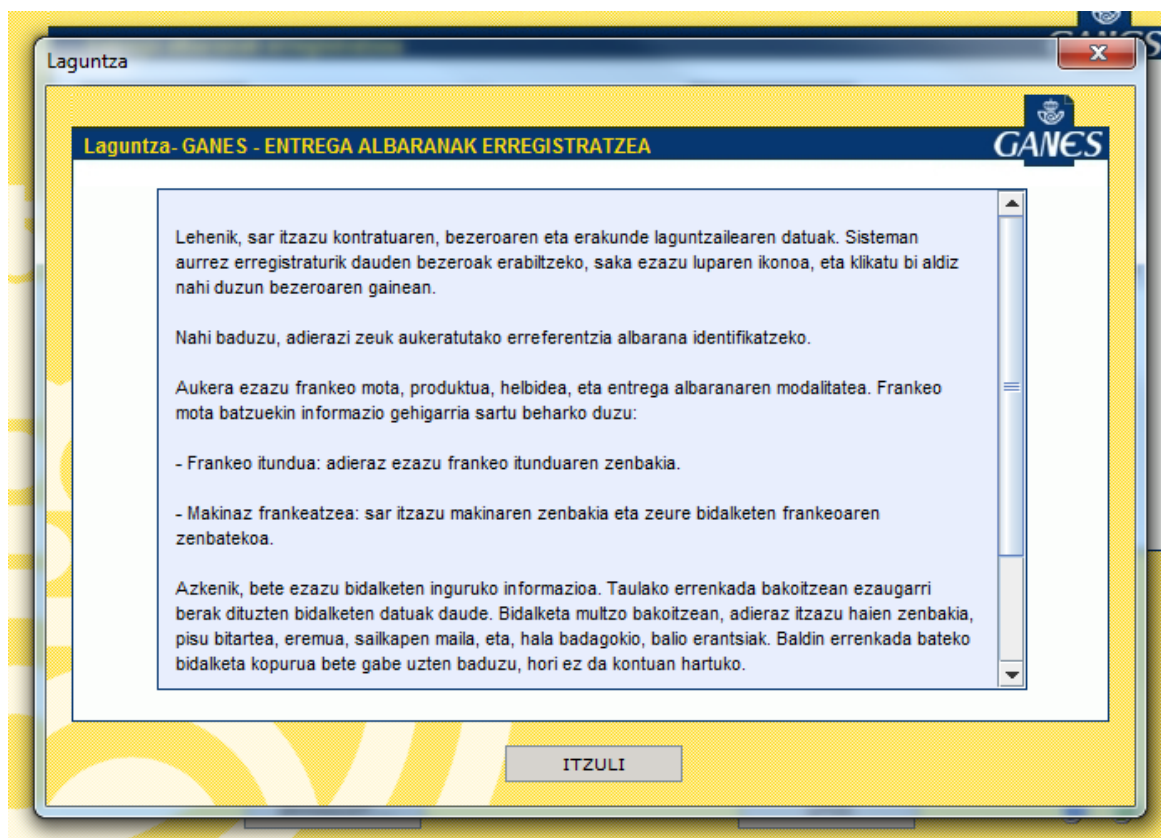 Laguntza
Laguntza- GANES - ENTREGA ALBARANAK ERREGISTRATZEA
GANES
Lehenik, sar itzazu kontratuaren, bezeroaren eta erakunde laguntzailearen datuak. Sisteman
aurrez erregistraturik dauden bezeroak erabiltzeko, saka ezazu luparen ikonoa, eta klikatu bi aldiz
nahi duzun bezeroaren gainean.
Nahi baduzu, adierazi zeuk aukeratutako erreferentzia albarana identifikatzeko.
Aukera ezazu frankeo mota, produktua, helbidea, eta entrega albaranaren modalitatea. Frankeo
mota batzuekin informazio gehigarria sartu beharko duzu:
- Frankeo itundua: adieraz ezazu frankeo itunduaren zenbakia.
- Makinaz frankeatzea: sar itzazu makinaren zenbakia eta zeure bidalketen frankeoaren
zenbatekoa.
Azkenik, bete ezazu bidalketen inguruko informazioa. Taulako errenkada bakoitzean ezaugarri
berak dituzten bidalketen datuak daude. Bidalketa multzo bakoitzean, adieraz itzazu haien zenbakia,
pisu bitartea, eremua, sailkapen maila, eta, hala badagokio, balio erantsiak. Baldin errenkada bateko
bidalketa kopurua bete gabe uzten baduzu, hori ez da kontuan hartuko.
ITZULI